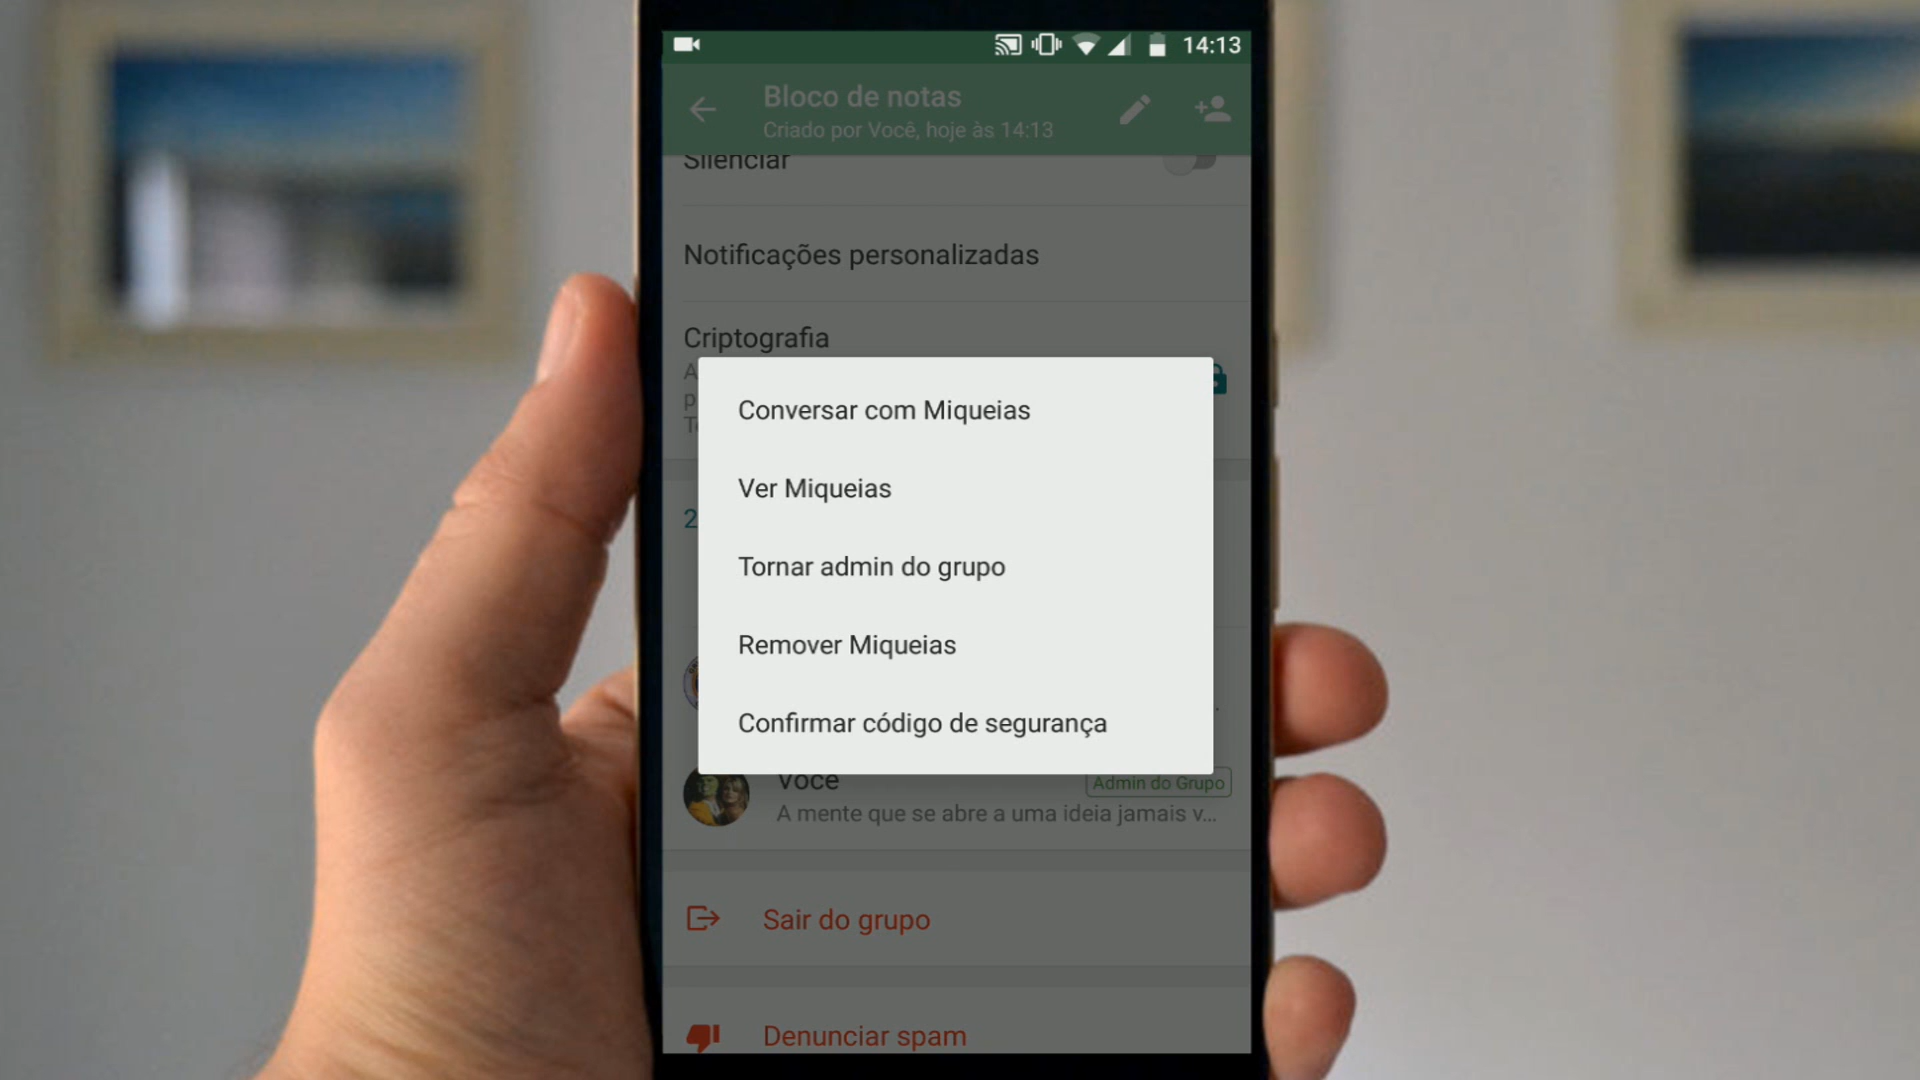 14:13
Bloco de notas
Criado por Você, hoje às 14:13
Silenciar
Notificações personalizadas
Criptografia
Conversar com Miqueias
Ver Miqueias
Tornar admin do grupo
Remover Miqueias
Confirmar código de segurança
Você
Admin do Grupo
A mente que se abre a uma ideia jamais v...
Sair do grupo
Denunciar spam